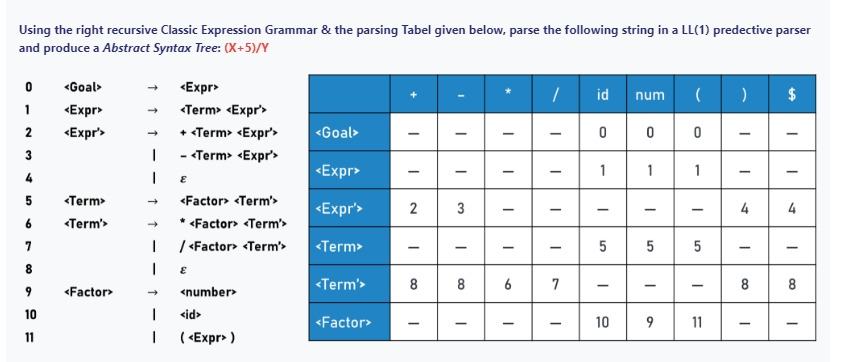 Using the right recursive Classic Expression Grammar & the parsing Tabel given below, parse the following string in a LL(1) predective parser
and produce a Abstract Syntax Tree: (X+5)/Y
0 <Goal> → <Expr>
1 <Expr> → <Term> <Expr'>
2 <Expr'> → + <Term> <Expr'>
3 | - <Term> <Expr'>
4 | ε
5 <Term> → <Factor> <Term'>
6 <Term'> → * <Factor> <Term'>
7 | / <Factor> <Term'>
8 | ε
9 <Factor> → <number>
10 | <id>
11 | ( <Expr> )
+ - * / id num ( ) $
<Goal> — — — — 0 0 0 — —
<Expr> — — — — 1 1 1 — —
<Expr'> 2 3 — — — — — 4 4
<Term> — — — — 5 5 5 — —
<Term'> 8 8 6 7 — — — 8 8
<Factor> — — — — 10 9 11 — —